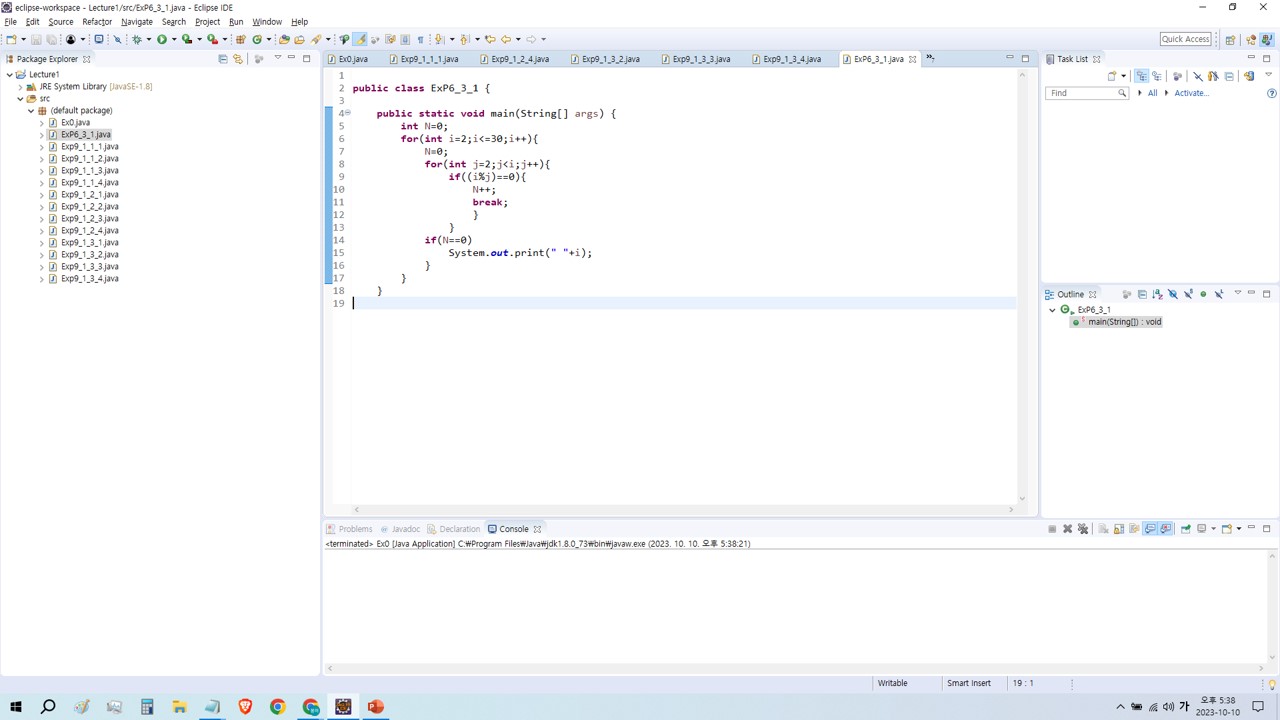 eclipse-workspace - Lecture1/src/ExP6_3_1.java - Eclipse IDE
File Edit Source Refactor Navigate Search Project Run Window Help
Quick Access
Package Explorer
Lecture1
JRE System Library [JavaSE-1.8]
src
(default package)
Ex0.java
ExP6_3_1.java
Exp9_1_1_1.java
Exp9_1_1_2.java
Exp9_1_1_3.java
Exp9_1_1_4.java
Exp9_1_2_1.java
Exp9_1_2_2.java
Exp9_1_2_3.java
Exp9_1_2_4.java
Exp9_1_3_1.java
Exp9_1_3_2.java
Exp9_1_3_3.java
Exp9_1_3_4.java
Ex0.java Exp9_1_1_1.java Exp9_1_2_4.java Exp9_1_3_2.java Exp9_1_3_3.java Exp9_1_3_4.java ExP6_3_1.java
1
2 public class ExP6_3_1 {
3
4 public static void main(String[] args) {
5 int N=0;
6 for(int i=2;i<=30;i++){
7 N=0;
8 for(int j=2;j<i;j++){
9 if((i%j)==0){
10 N++;
11 break;
12 }
13 }
14 if(N==0)
15 System.out.print(" "+i);
16 }
17 }
18 }
19
Task List
Find All Activate...
Outline
ExP6_3_1
main(String[]) : void
Problems Javadoc Declaration Console
<terminated> Ex0 [Java Application] C:₩Program Files₩Java₩jdk1.8.0_73₩bin₩javaw.exe (2023. 10. 10. 오후 5:38:21)
Writable Smart Insert 19 : 1
가
오후 5:38
2023-10-10